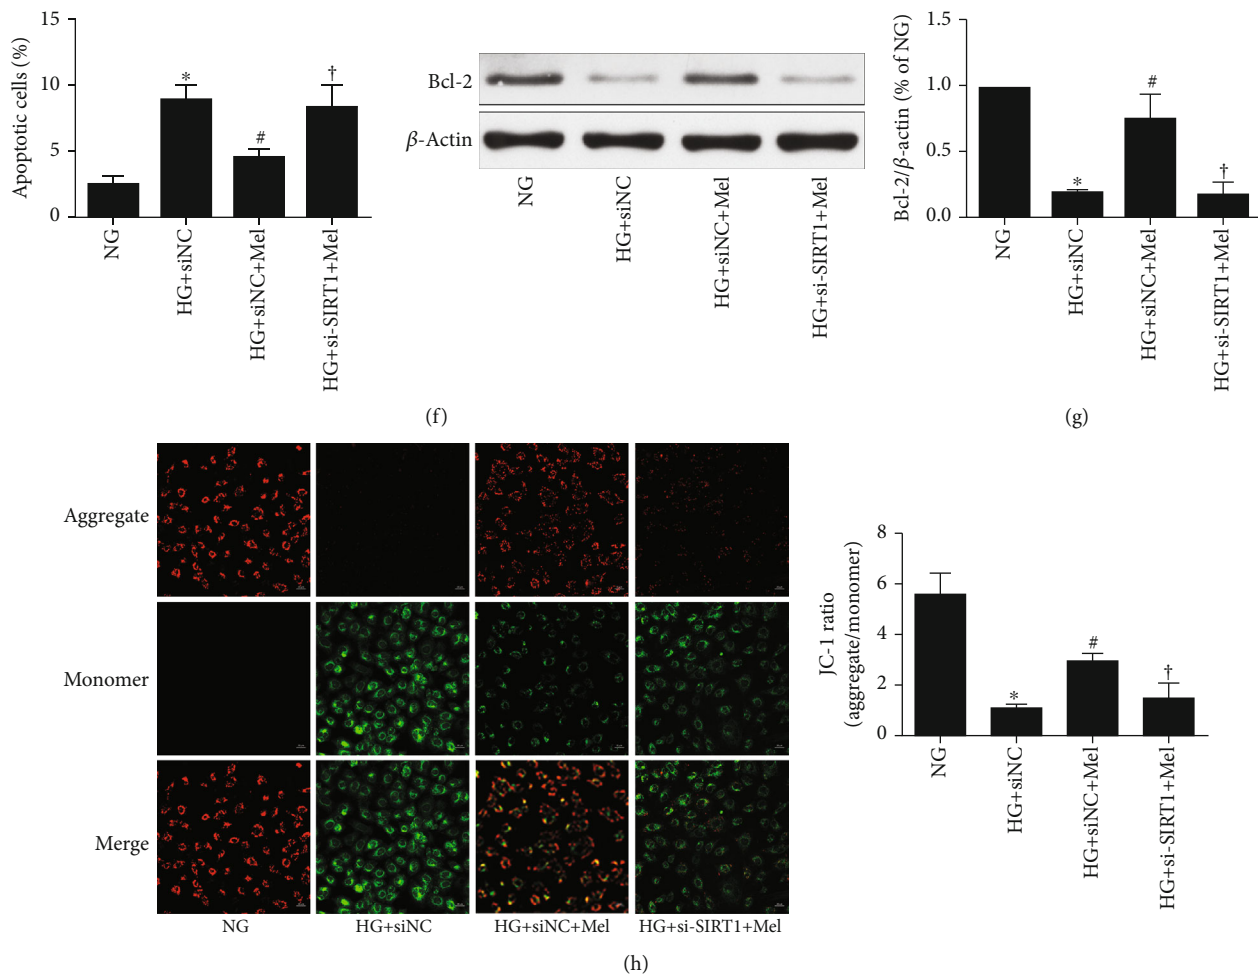 Apoptotic cells (%)
15
10
5
0
*
#
†
NG
HG+siNC
HG+siNC+Mel
HG+si-SIRT1+Mel
(f)
Bcl-2
β-Actin
NG
HG+siNC
HG+siNC+Mel
HG+si-SIRT1+Mel
Bcl-2/β-actin (% of NG)
1.5
1.0
0.5
0.0
*
#
†
NG
HG+siNC
HG+siNC+Mel
HG+si-SIRT1+Mel
(g)
Aggregate
Monomer
Merge
NG
HG+siNC
HG+siNC+Mel
HG+si-SIRT1+Mel
JC-1 ratio
(aggregate/monomer)
8
6
4
2
0
*
#
†
NG
HG+siNC
HG+siNC+Mel
HG+si-SIRT1+Mel
(h)